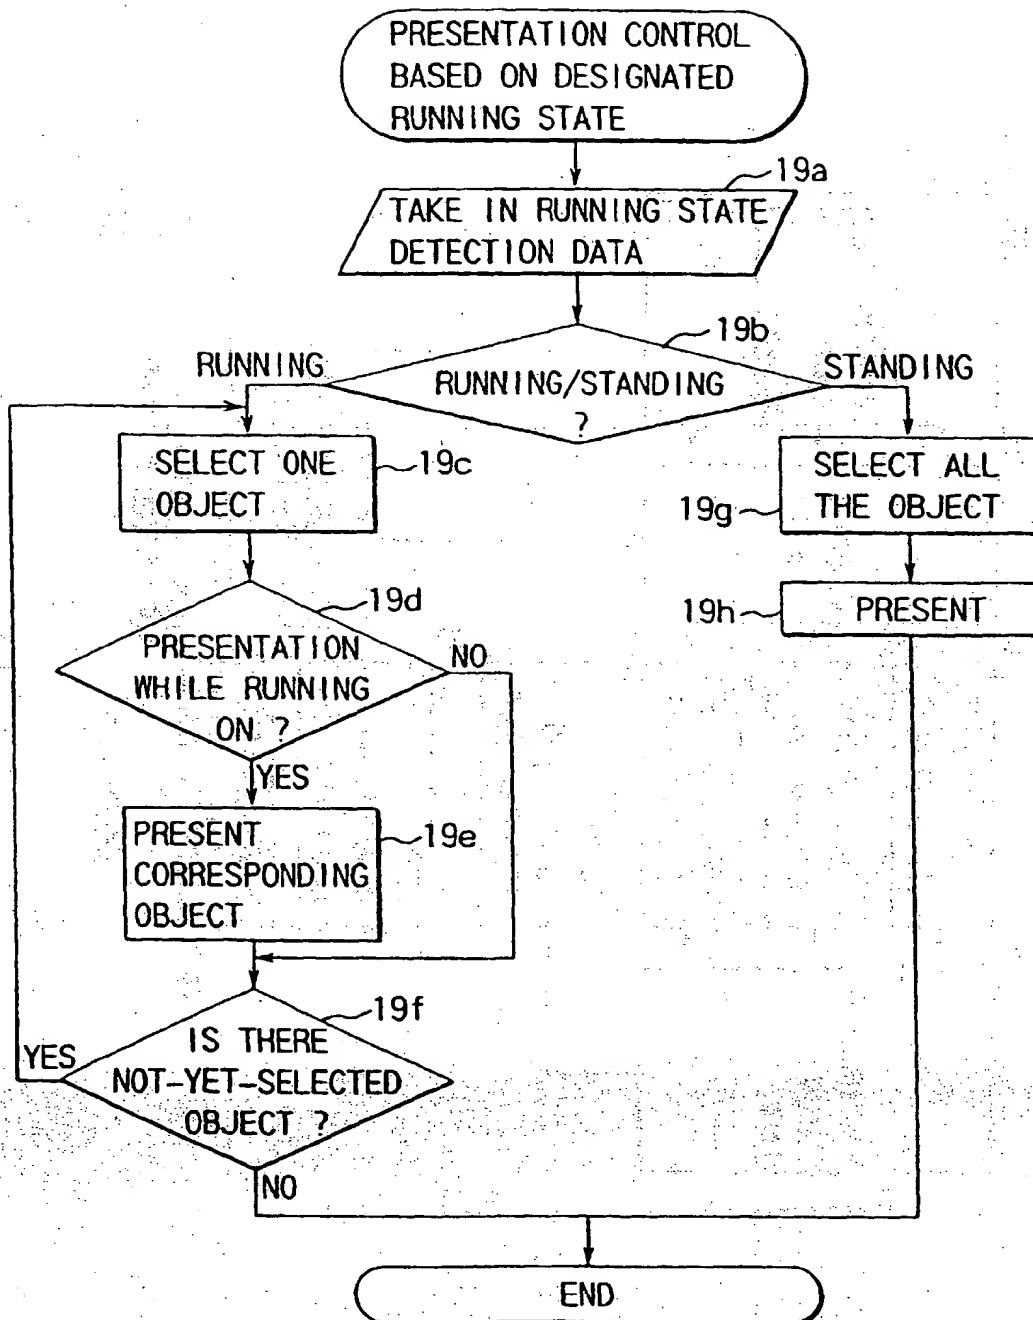 PRESENTATION CONTROL
BASED ON DESIGNATED
RUNNING STATE
19a
TAKE IN RUNNING STATE
DETECTION DATA
19b
RUNNING
STANDING
RUNNING/STANDING
?
SELECT ONE
OBJECT
19c
SELECT ALL
THE OBJECT
19g
19d
PRESENTATION
WHILE RUNNING
ON ?
NO
YES
19h
PRESENT
PRESENT
CORRESPONDING
OBJECT
19e
19f
IS THERE
NOT-YET-SELECTED
OBJECT ?
YES
NO
END